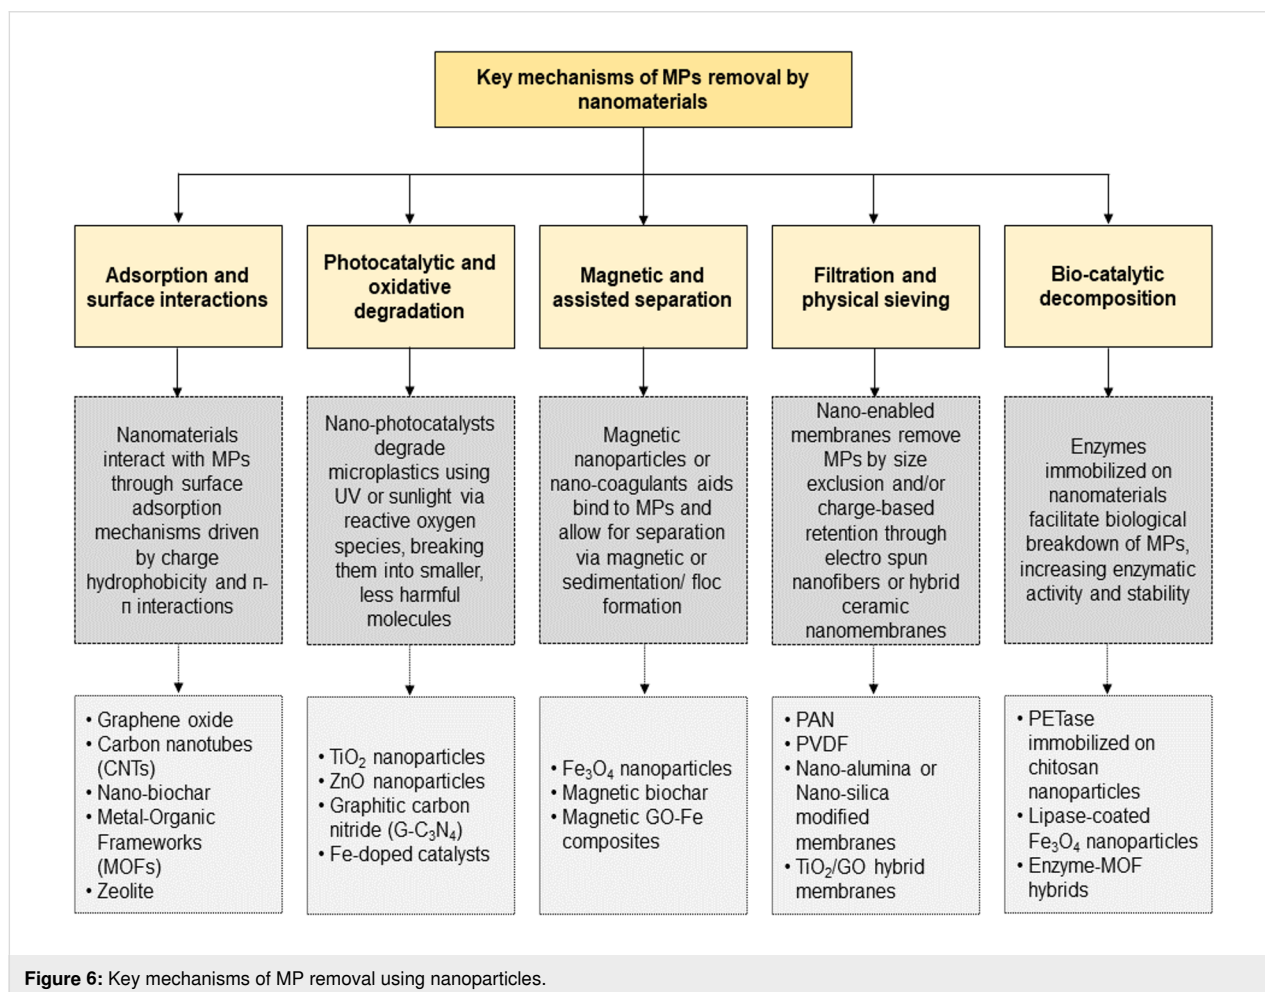 Key mechanisms of MPs removal by
nanomaterials
Adsorption and
surface interactions
Photocatalytic and
oxidative
degradation
Magnetic and
assisted separation
Filtration and
physical sieving
Bio-catalytic
decomposition
Nanomaterials
interact with MPs
through surface
adsorption
mechanisms driven
by charge
hydrophobicity and π-
π interactions
Nano-photocatalysts
degrade
microplastics using
UV or sunlight via
reactive oxygen
species, breaking
them into smaller,
less harmful
molecules
Magnetic
nanoparticles or
nano-coagulants aids
bind to MPs and
allow for separation
via magnetic or
sedimentation/ floc
formation
Nano-enabled
membranes remove
MPs by size
exclusion and/or
charge-based
retention through
electro spun
nanofibers or hybrid
ceramic
nanomembranes
Enzymes
immobilized on
nanomaterials
facilitate biological
breakdown of MPs,
increasing enzymatic
activity and stability
• Graphene oxide
• Carbon nanotubes
(CNTs)
• Nano-biochar
• Metal-Organic
Frameworks
(MOFs)
• Zeolite
• TiO₂ nanoparticles
• ZnO nanoparticles
• Graphitic carbon
nitride (G-C₃N₄)
• Fe-doped catalysts
• Fe₃O₄ nanoparticles
• Magnetic biochar
• Magnetic GO-Fe
composites
• PAN
• PVDF
• Nano-alumina or
Nano-silica
modified
membranes
• TiO₂/GO hybrid
membranes
• PETase
immobilized on
chitosan
nanoparticles
• Lipase-coated
Fe₃O₄ nanoparticles
• Enzyme-MOF
hybrids
Figure 6: Key mechanisms of MP removal using nanoparticles.